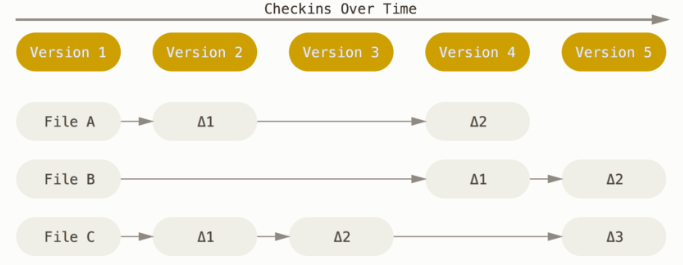 Checkins Over Time
Version 1 Version 2 Version 3 Version 4 Version 5
File A Δ1 Δ2
File B Δ1 Δ2
File C Δ1 Δ2 Δ3